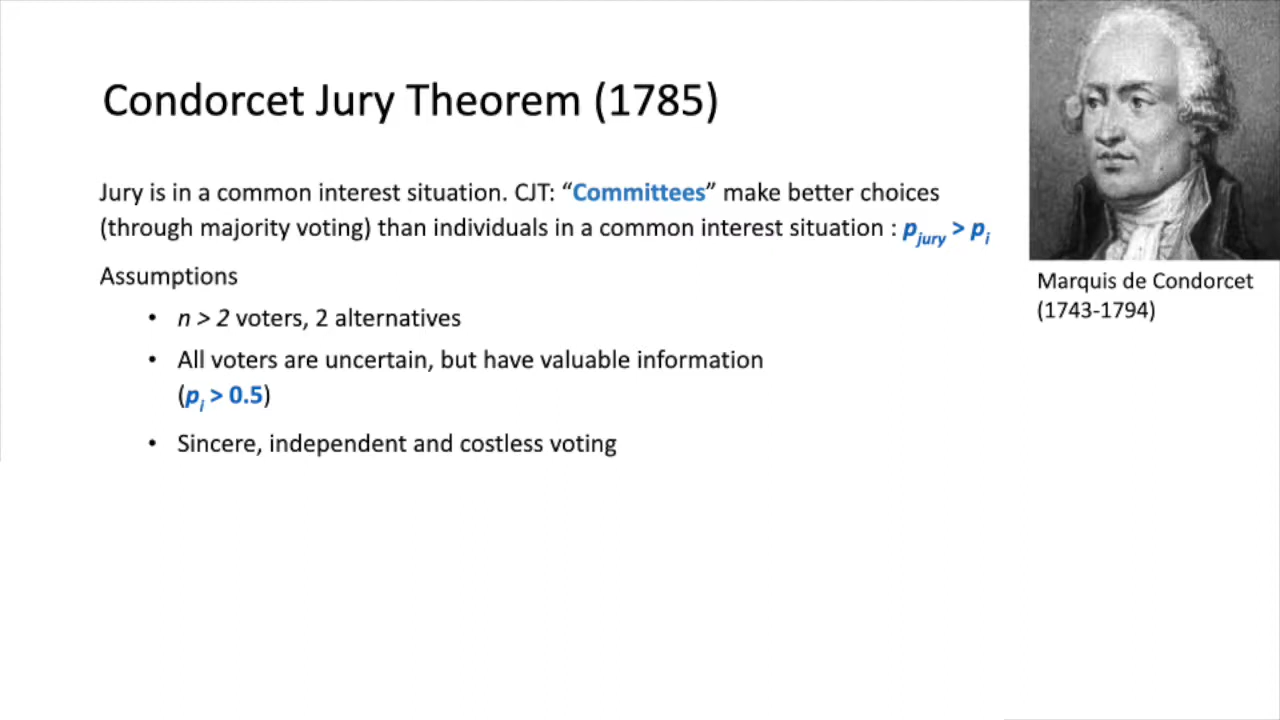 Condorcet Jury Theorem (1785)
Jury is in a common interest situation. CJT: “Committees” make better choices
(through majority voting) than individuals in a common interest situation : pjury > pi
Assumptions
• n > 2 voters, 2 alternatives
• All voters are uncertain, but have valuable information
(pi > 0.5)
• Sincere, independent and costless voting
Marquis de Condorcet
(1743-1794)